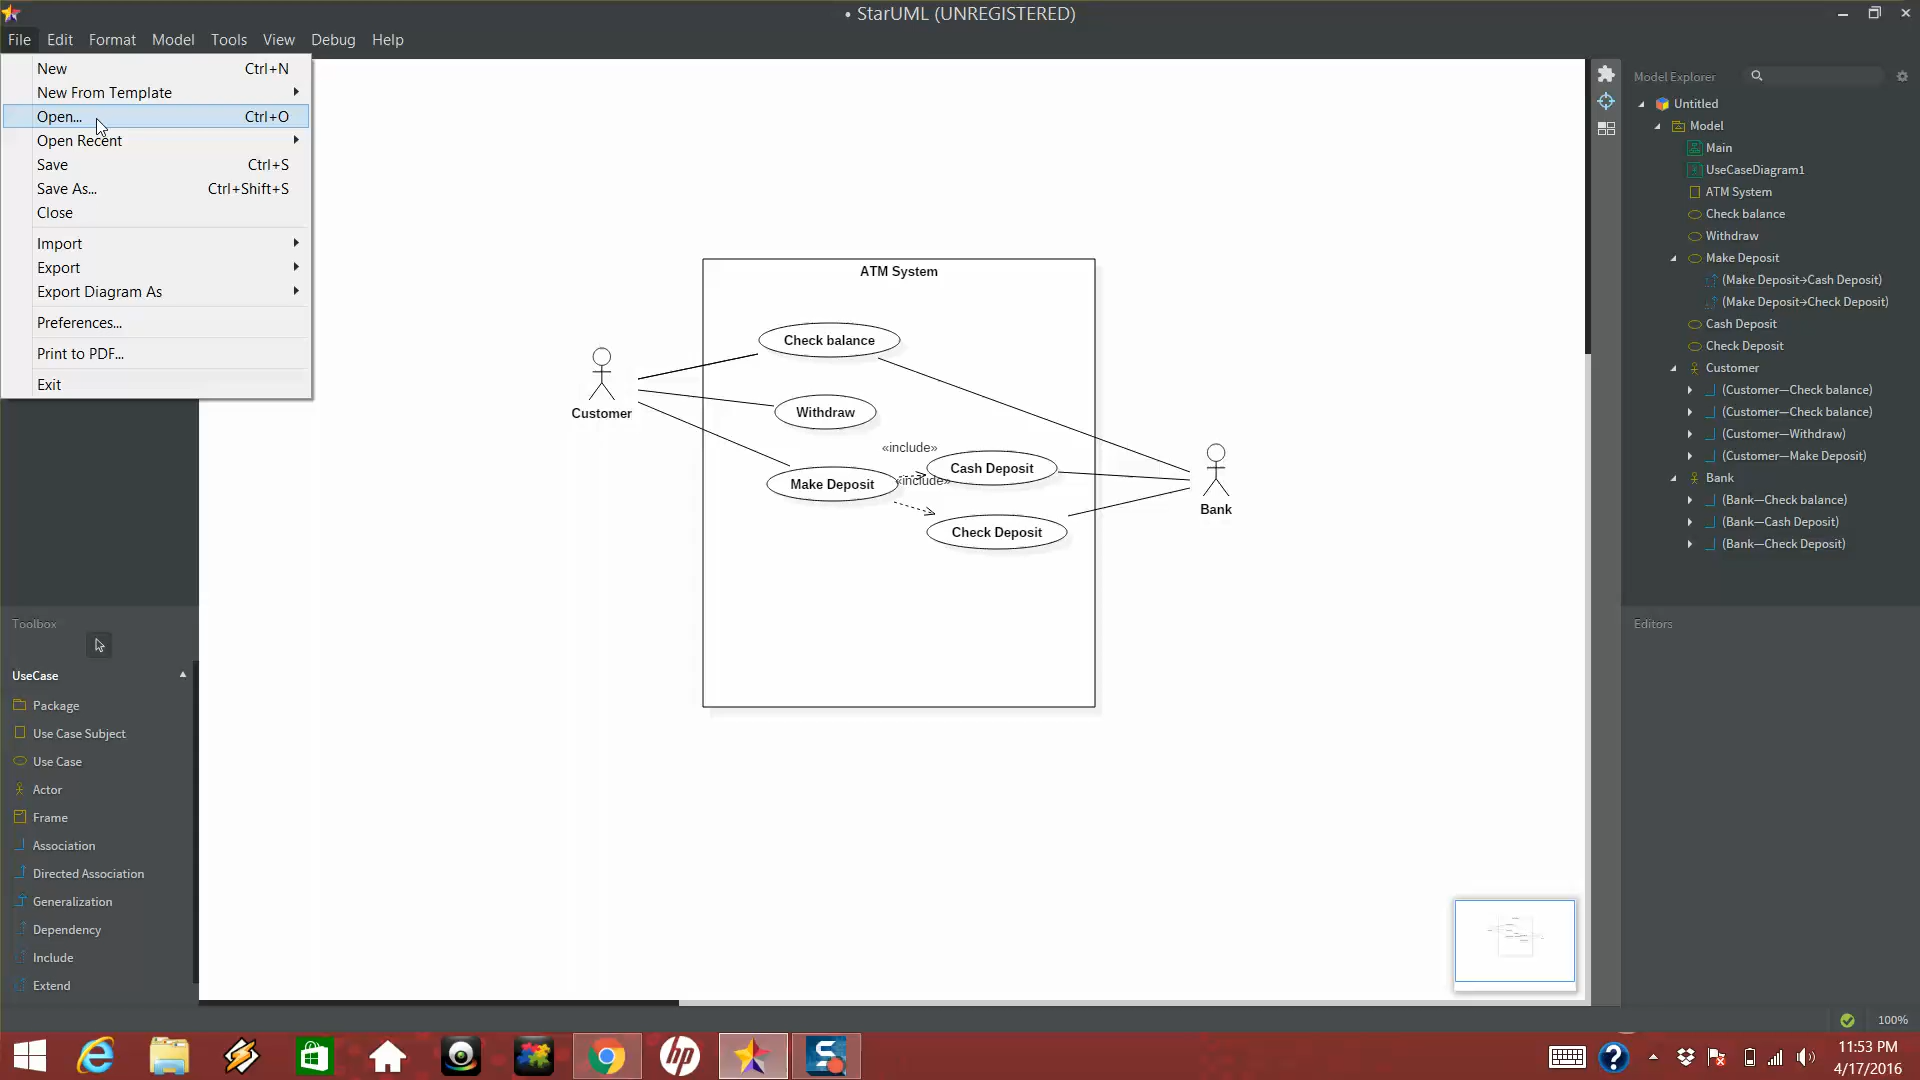 • StarUML (UNREGISTERED)
File Edit Format Model Tools View Debug Help
New Ctrl+N
New From Template
Open... Ctrl+O
Open Recent
Save Ctrl+S
Save As... Ctrl+Shift+S
Close
Import
Export
Export Diagram As
Preferences...
Print to PDF...
Exit
Toolbox
UseCase
Package
Use Case Subject
Use Case
Actor
Frame
Association
Directed Association
Generalization
Dependency
Include
Extend
ATM System
Check balance
Customer
Withdraw
«include»
Cash Deposit
«include»
Make Deposit
Bank
Check Deposit
Model Explorer
Untitled
Model
Main
UseCaseDiagram1
ATM System
Check balance
Withdraw
Make Deposit
(Make Deposit→Cash Deposit)
(Make Deposit→Check Deposit)
Cash Deposit
Check Deposit
Customer
(Customer—Check balance)
(Customer—Check balance)
(Customer—Withdraw)
(Customer—Make Deposit)
Bank
(Bank—Check balance)
(Bank—Cash Deposit)
(Bank—Check Deposit)
Editors
100%
hp
S
11:53 PM
4/17/2016